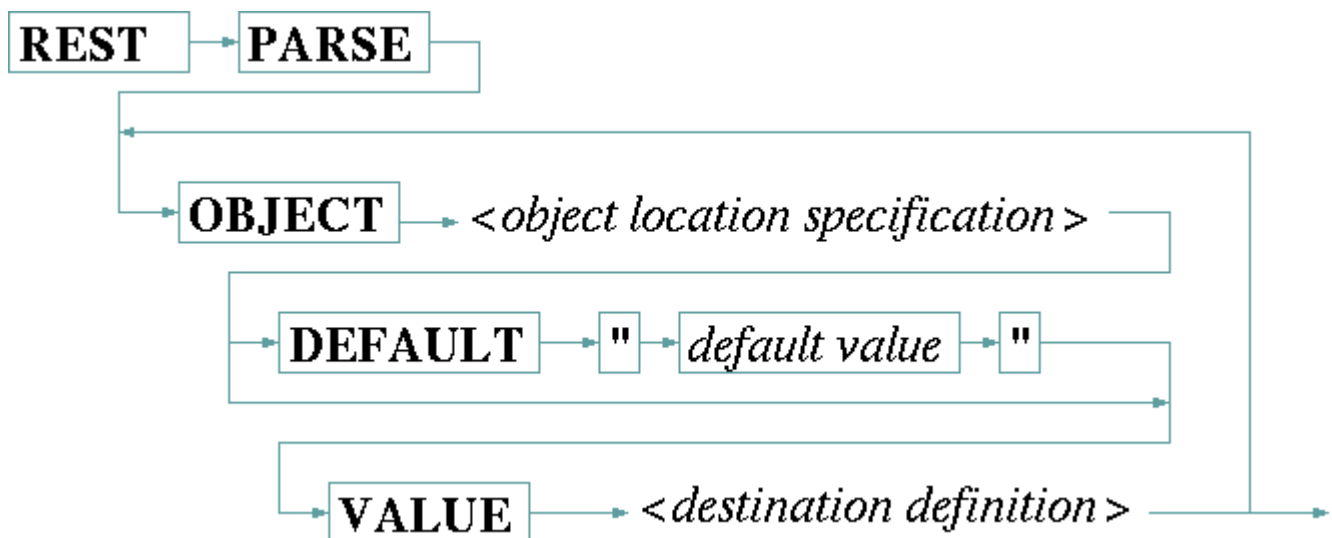 REST PARSE
OBJECT <object location specification>
DEFAULT " default value "
VALUE <destination definition>